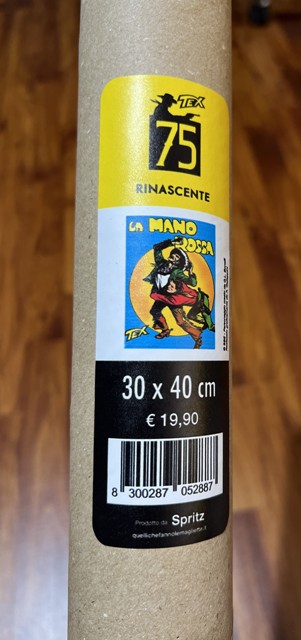 TEX
75
RINASCENTE
LA MANO
ROSSA
TEX
30 x 40 cm
€ 19,90
8 300287 052887
Prodotto da Spritz
quellichefannolemagliette.it